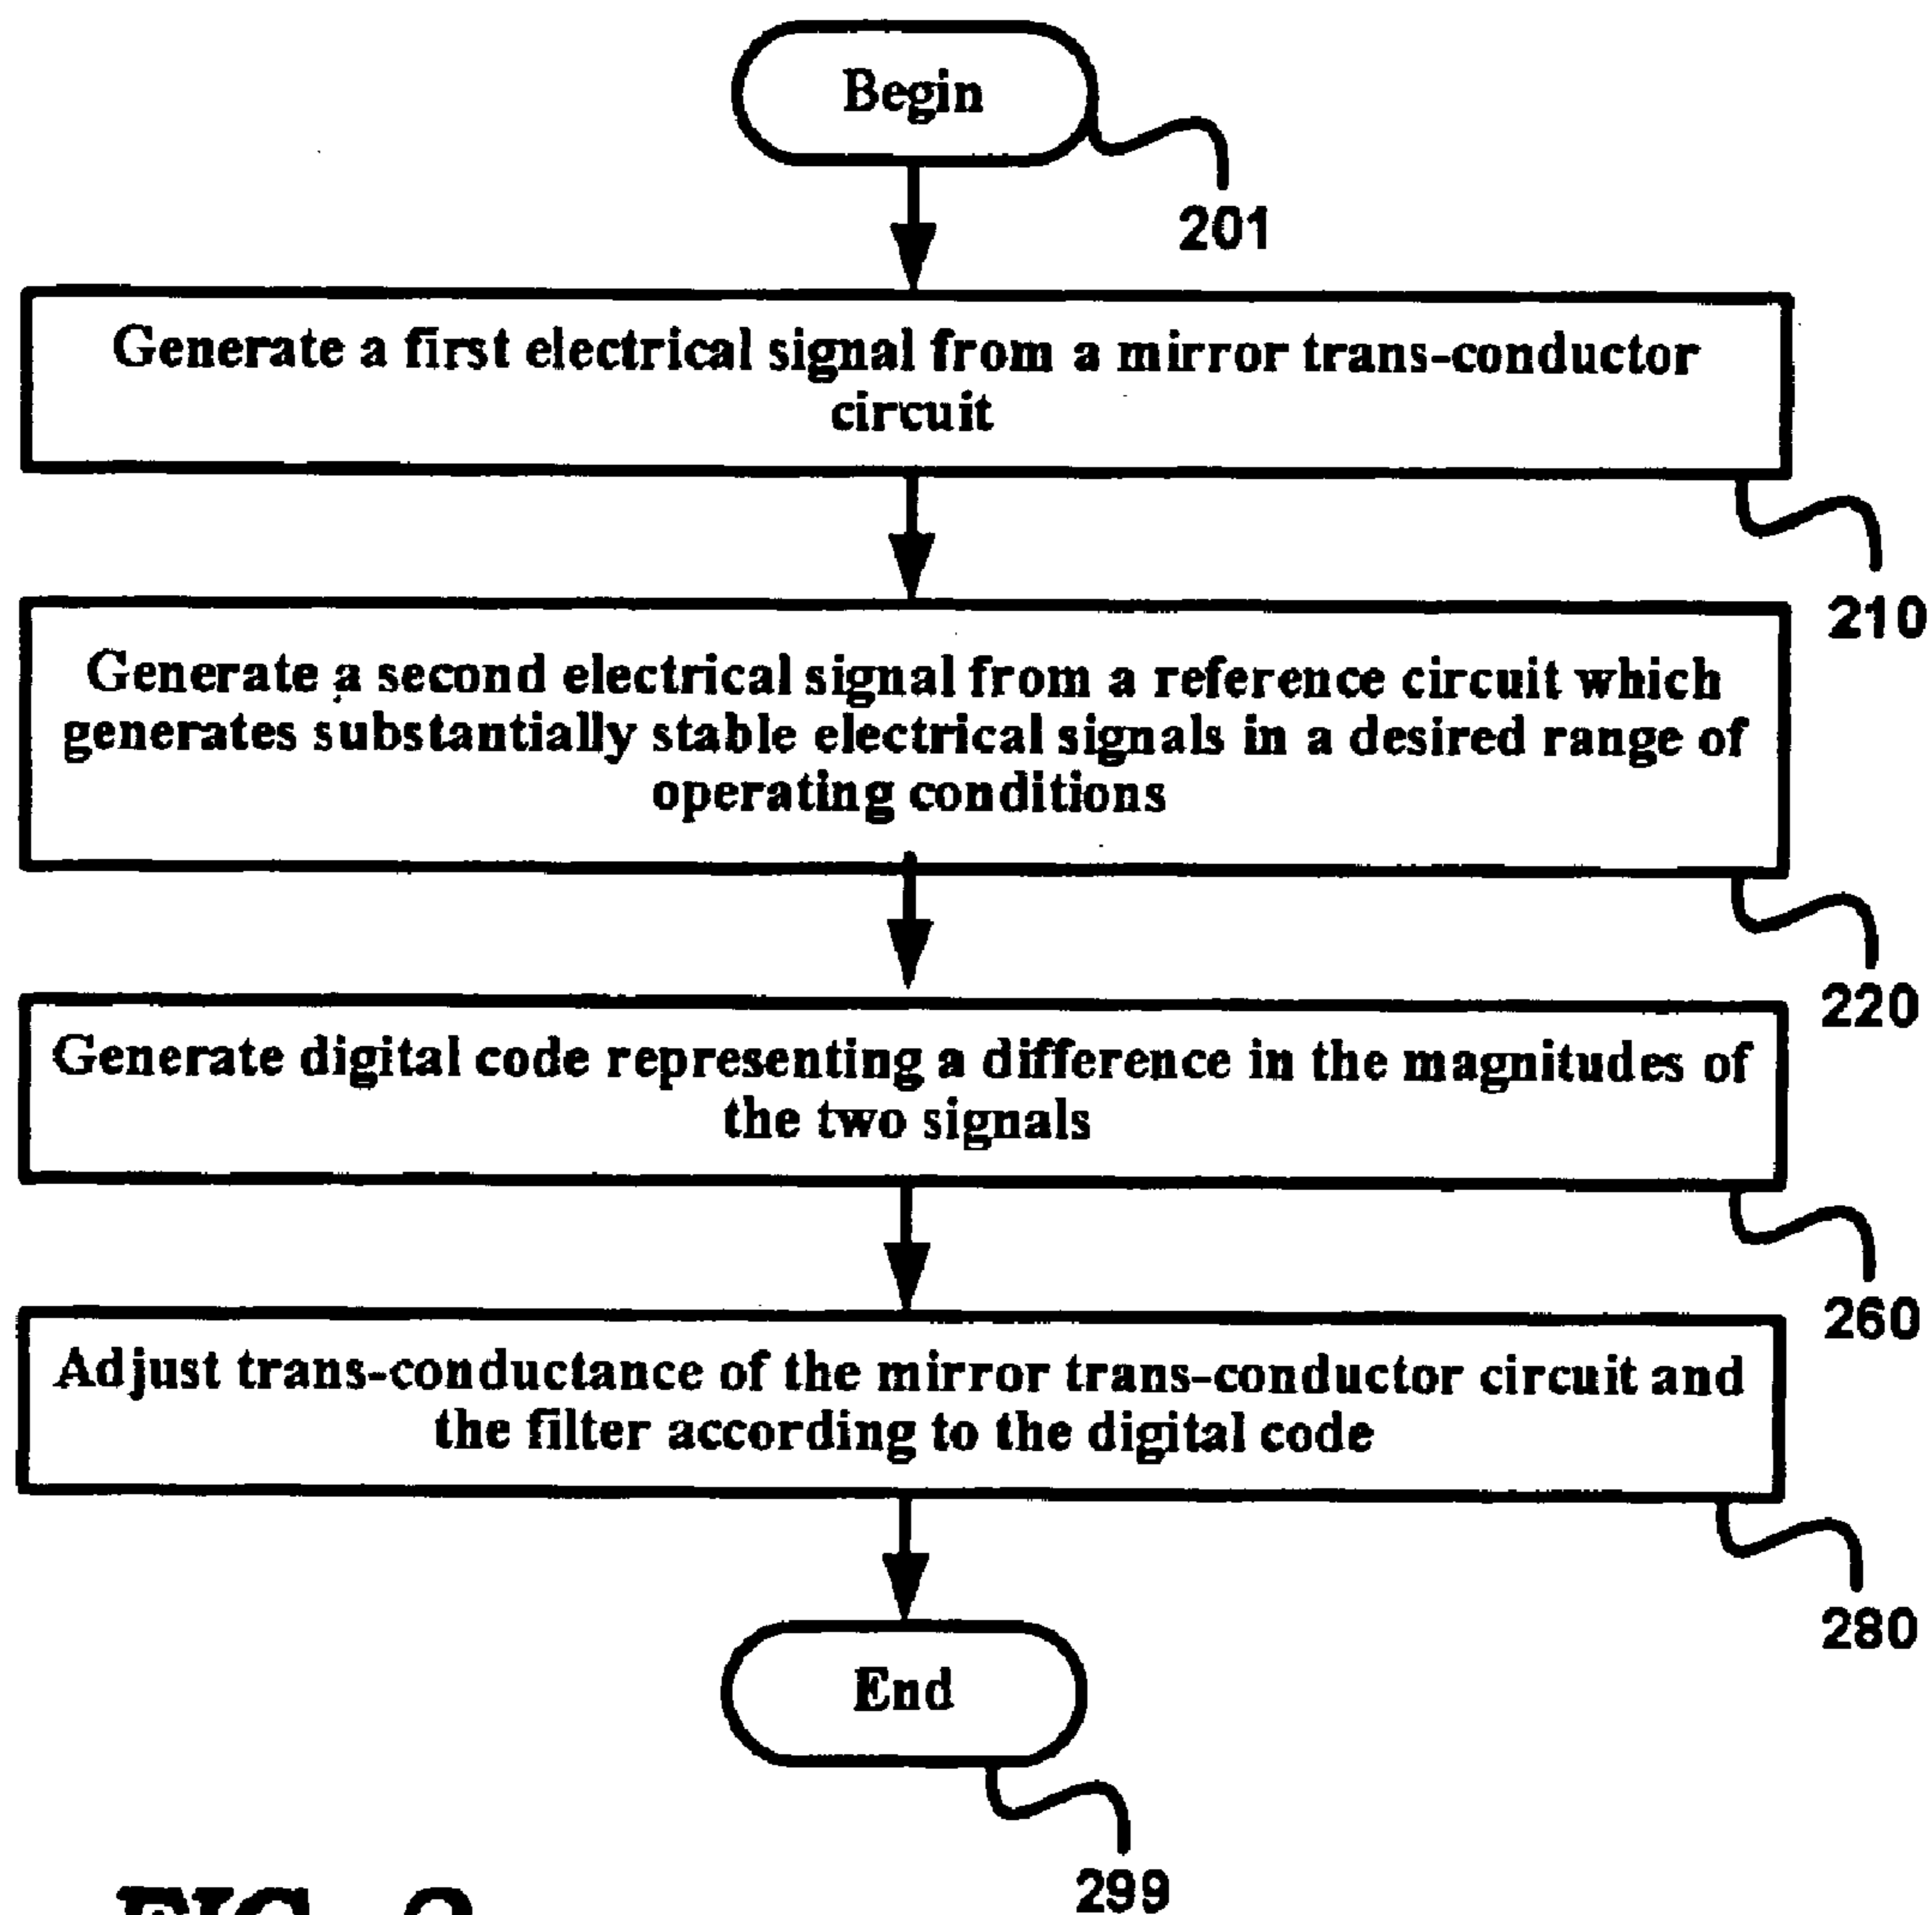 Begin
201
Generate a first electrical signal from a mirror trans-conductor
circuit
210
Generate a second electrical signal from a reference circuit which
generates substantially stable electrical signals in a desired range of
operating conditions
220
Generate digital code representing a difference in the magnitudes of
the two signals
260
Adjust trans-conductance of the mirror trans-conductor circuit and
the filter according to the digital code
280
End
299
FIG.